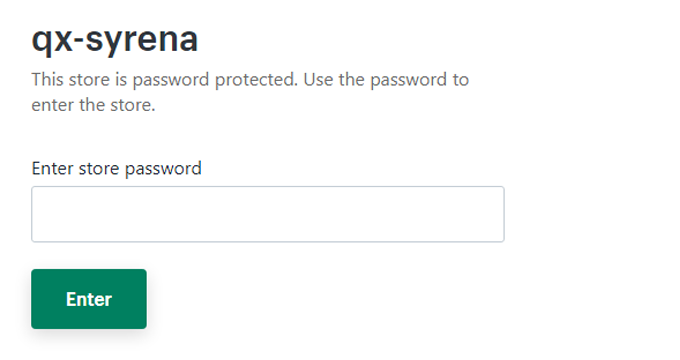 qx-syrena
This store is password protected. Use the password to
enter the store.
Enter store password
Enter